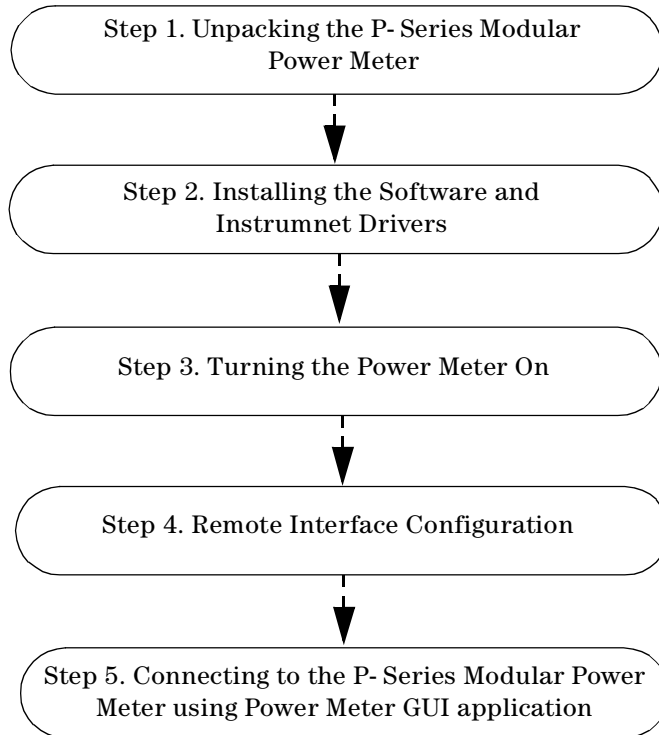 Step 1. Unpacking the P- Series Modular
Power Meter
Step 2. Installing the Software and
Instrumnet Drivers
Step 3. Turning the Power Meter On
Step 4. Remote Interface Configuration
Step 5. Connecting to the P- Series Modular Power
Meter using Power Meter GUI application